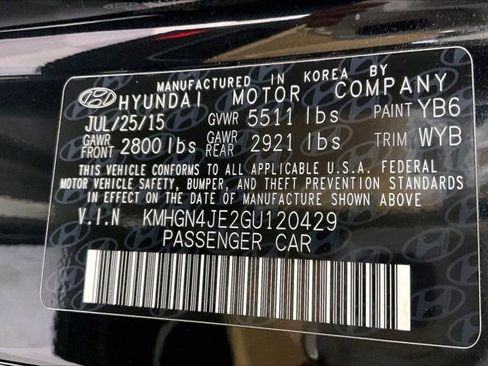 MANUFACTURED IN KOREA BY
HYUNDAI MOTOR COMPANY
JUL/25/15 GVWR 5511 lbs PAINT YB6
GAWR FRONT 2800 lbs GAWR REAR 2921 lbs TRIM WYB
THIS VEHICLE CONFORMS TO ALL APPLICABLE U.S.A. FEDERAL
MOTOR VEHICLE SAFETY, BUMPER, AND THEFT PREVENTION STANDARDS
IN EFFECT ON THE DATE OF MANUFACTURE SHOWN ABOVE.
V.I.N KMHGN4JE2GU120429
PASSENGER CAR